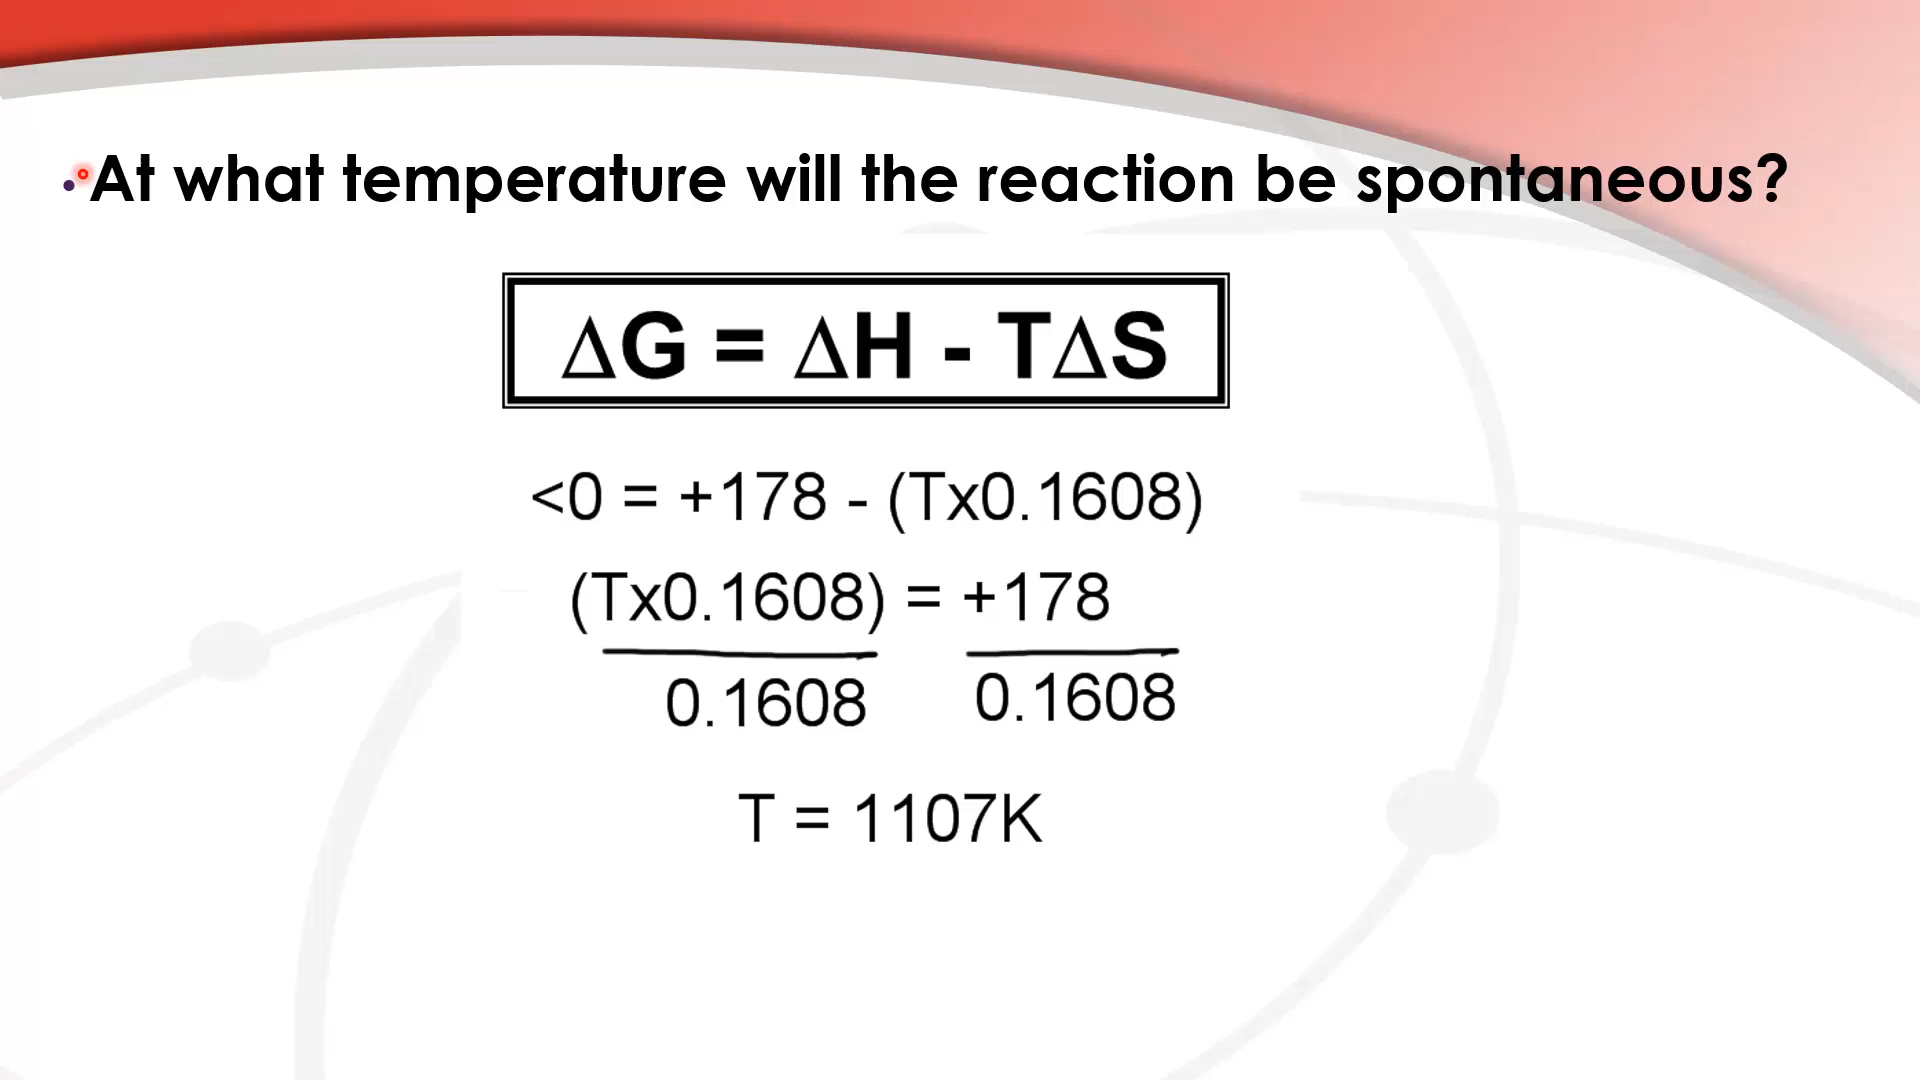 •At what temperature will the reaction be spontaneous?
ΔG = ΔH - TΔS
<0 = +178 - (Tx0.1608)
(Tx0.1608) = +178
0.1608 0.1608
T = 1107K